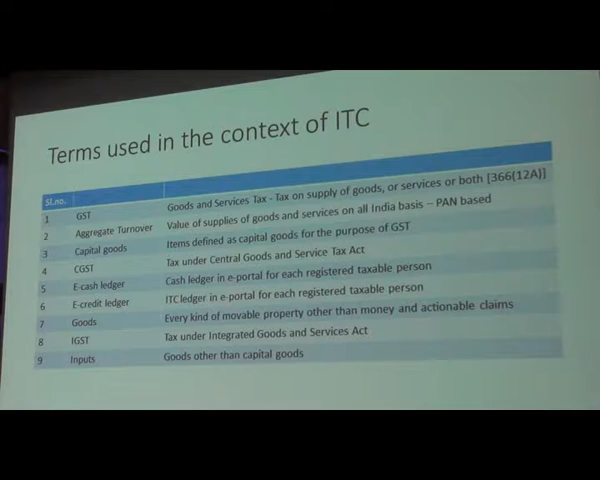 Terms used in the context of ITC
Sl.no.
1 GST Goods and Services Tax - Tax on supply of goods, or services or both [366(12A)]
2 Aggregate Turnover Value of supplies of goods and services on all India basis – PAN based
3 Capital goods Items defined as capital goods for the purpose of GST
4 CGST Tax under Central Goods and Service Tax Act
5 E-cash ledger Cash ledger in e-portal for each registered taxable person
6 E-credit ledger ITC ledger in e-portal for each registered taxable person
7 Goods Every kind of movable property other than money and actionable claims
8 IGST Tax under Integrated Goods and Services Act
9 Inputs Goods other than capital goods